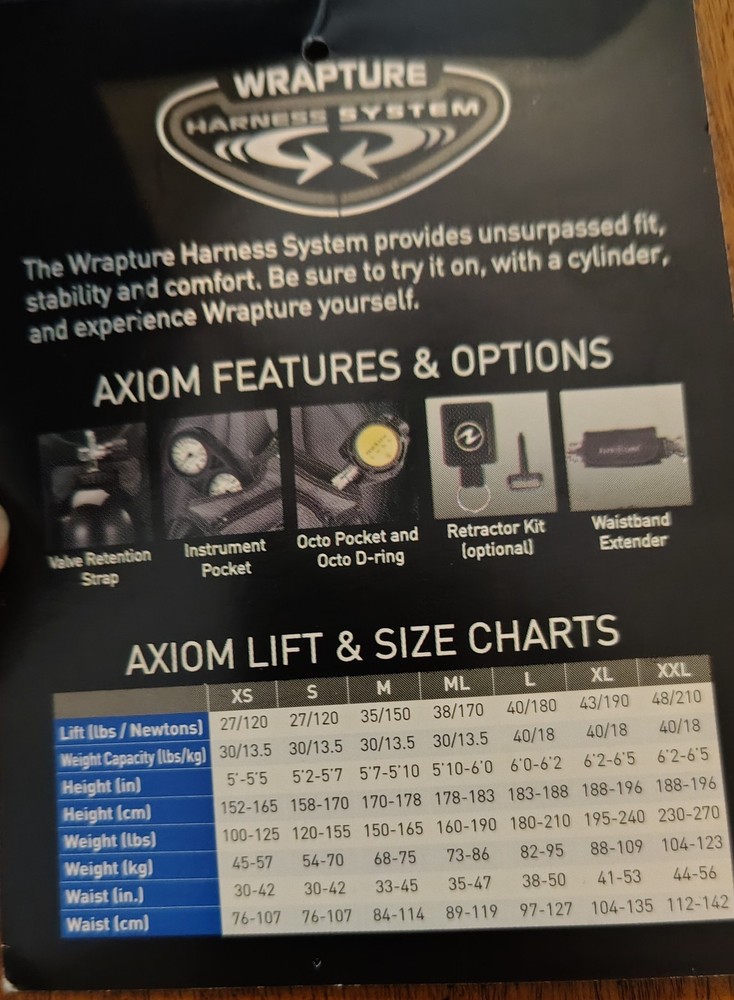 WRAPTURE
HARNESS SYSTEM
The Wrapture Harness System provides unsurpassed fit,
stability and comfort. Be sure to try it on, with a cylinder,
and experience Wrapture yourself.
AXIOM FEATURES & OPTIONS
Valve Retention
Strap
Instrument
Pocket
Octo Pocket and
Octo D-ring
Retractor Kit
(optional)
Waistband
Extender
AXIOM LIFT & SIZE CHARTS
XS S M ML L XL XXL
Lift (lbs / Newtons) 27/120 27/120 35/150 38/170 40/180 43/190 48/210
Weight Capacity (lbs/kg) 30/13.5 30/13.5 30/13.5 30/13.5 40/18 40/18 40/18
Height (in) 5'-5'5 5'2-5'7 5'7-5'10 5'10-6'0 6'0-6'2 6'2-6'5 6'2-6'5
Height (cm) 152-165 158-170 170-178 178-183 183-188 188-196 188-196
Weight (lbs) 100-125 120-155 150-165 160-190 180-210 195-240 230-270
Weight (kg) 45-57 54-70 68-75 73-86 82-95 88-109 104-123
Waist (in.) 30-42 30-42 33-45 35-47 38-50 41-53 44-56
Waist (cm) 76-107 76-107 84-114 89-119 97-127 104-135 112-142